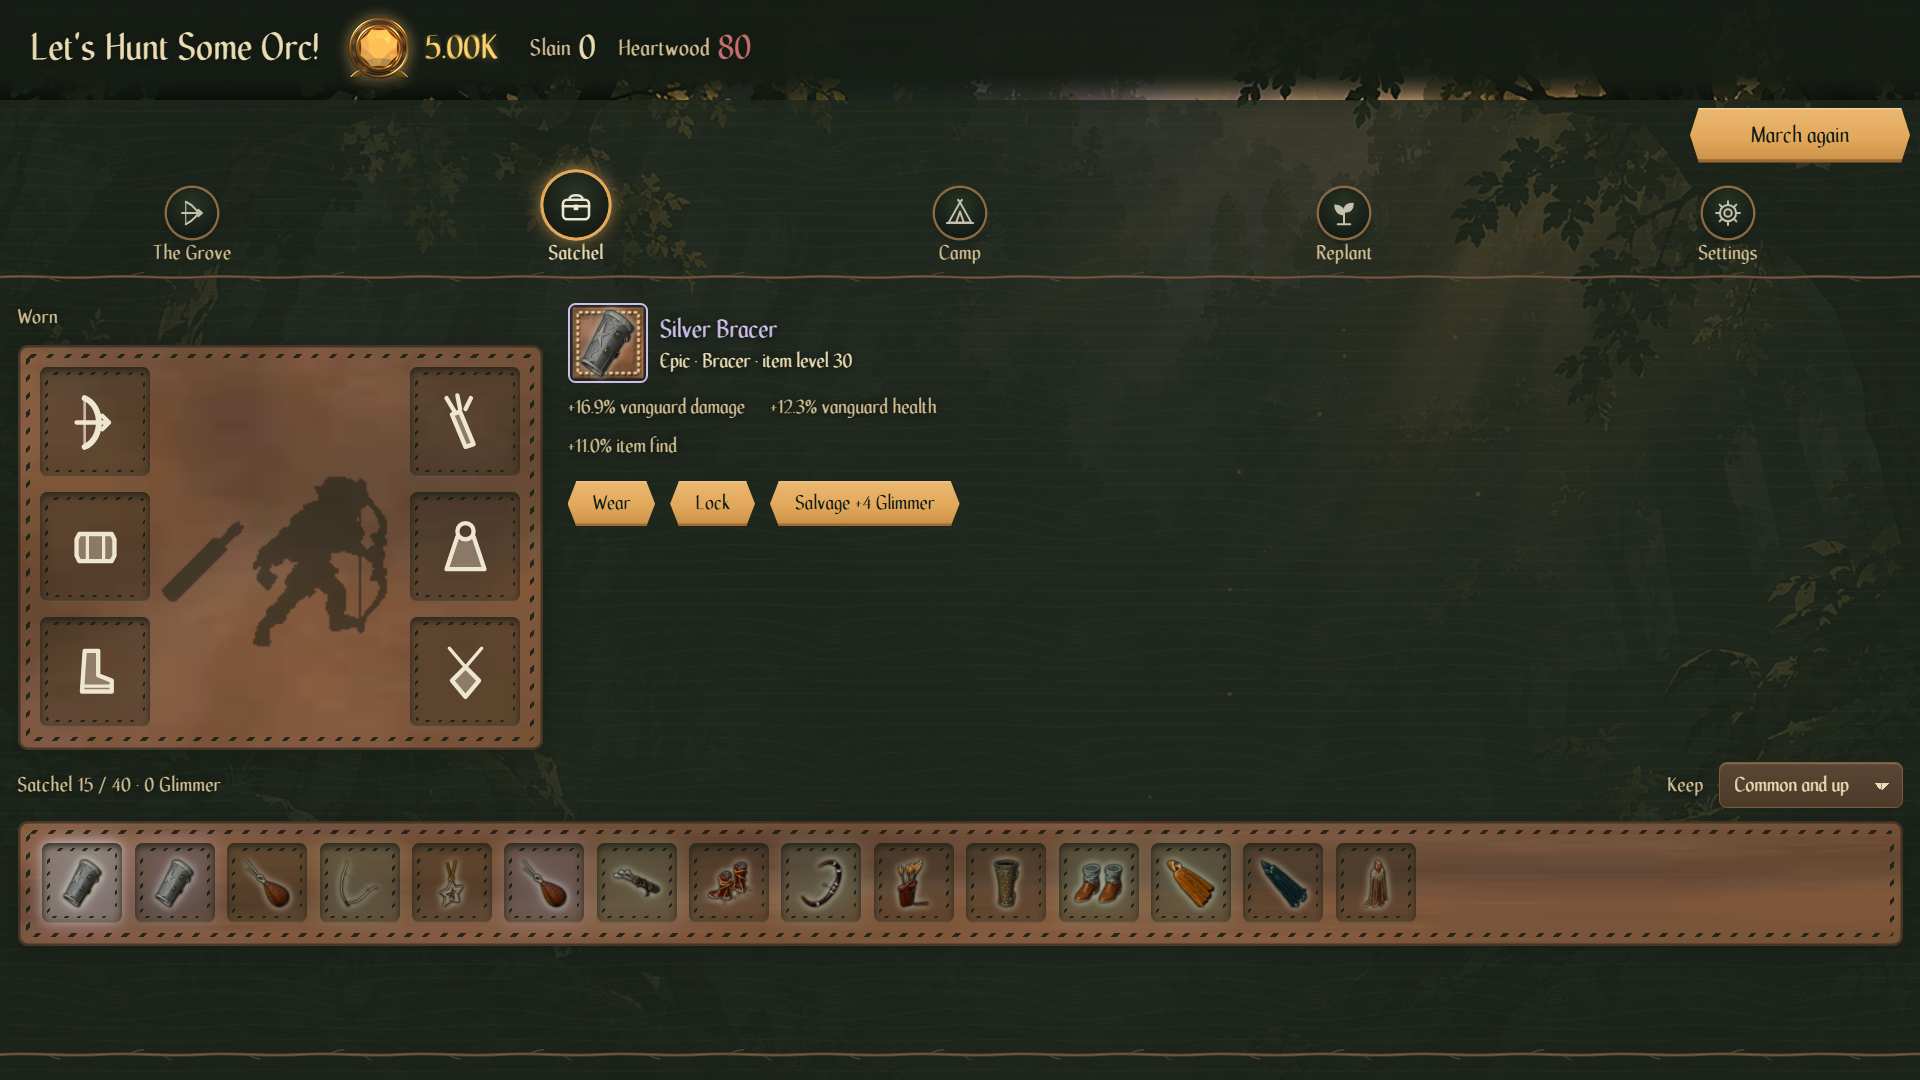 Let's Hunt Some Orc! 5.00K Slain 0 Heartwood 80
March again
The Grove Satchel Camp Replant Settings
Worn
Silver Bracer
Epic · Bracer · item level 30
+16.9% vanguard damage +12.3% vanguard health
+11.0% item find
Wear Lock Salvage +4 Glimmer
Satchel 15 / 40 · 0 Glimmer Keep Common and up